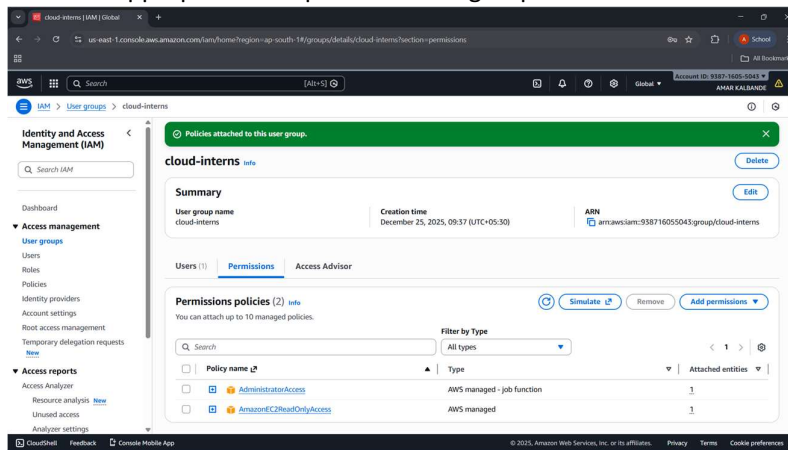 cloud-interns | IAM | Global
us-east-1.console.aws.amazon.com/iam/home?region=ap-south-1#/groups/details/cloud-interns?section=permissions
School
All Bookmar
aws
Search
[Alt+S]
Global
Account ID: 9387-1605-5043
AMAR KALBANDE
IAM > User groups > cloud-interns
Identity and Access Management (IAM)
Search IAM
Dashboard
Access management
User groups
Users
Roles
Policies
Identity providers
Account settings
Root access management
Temporary delegation requests
New
Access reports
Access Analyzer
Resource analysis New
Unused access
Analyzer settings
Policies attached to this user group.
cloud-interns Info
Delete
Summary
Edit
User group name
cloud-interns
Creation time
December 25, 2025, 09:37 (UTC+05:30)
ARN
arn:aws:iam::938716055043:group/cloud-interns
Users (1)
Permissions
Access Advisor
Permissions policies (2) Info
You can attach up to 10 managed policies.
Simulate
Remove
Add permissions
Filter by Type
Search
All types
1
Policy name
Type
Attached entities
AdministratorAccess
AWS managed - job function
1
AmazonEC2ReadOnlyAccess
AWS managed
1
CloudShell Feedback Console Mobile App
© 2025, Amazon Web Services, Inc. or its affiliates. Privacy Terms Cookie preferences